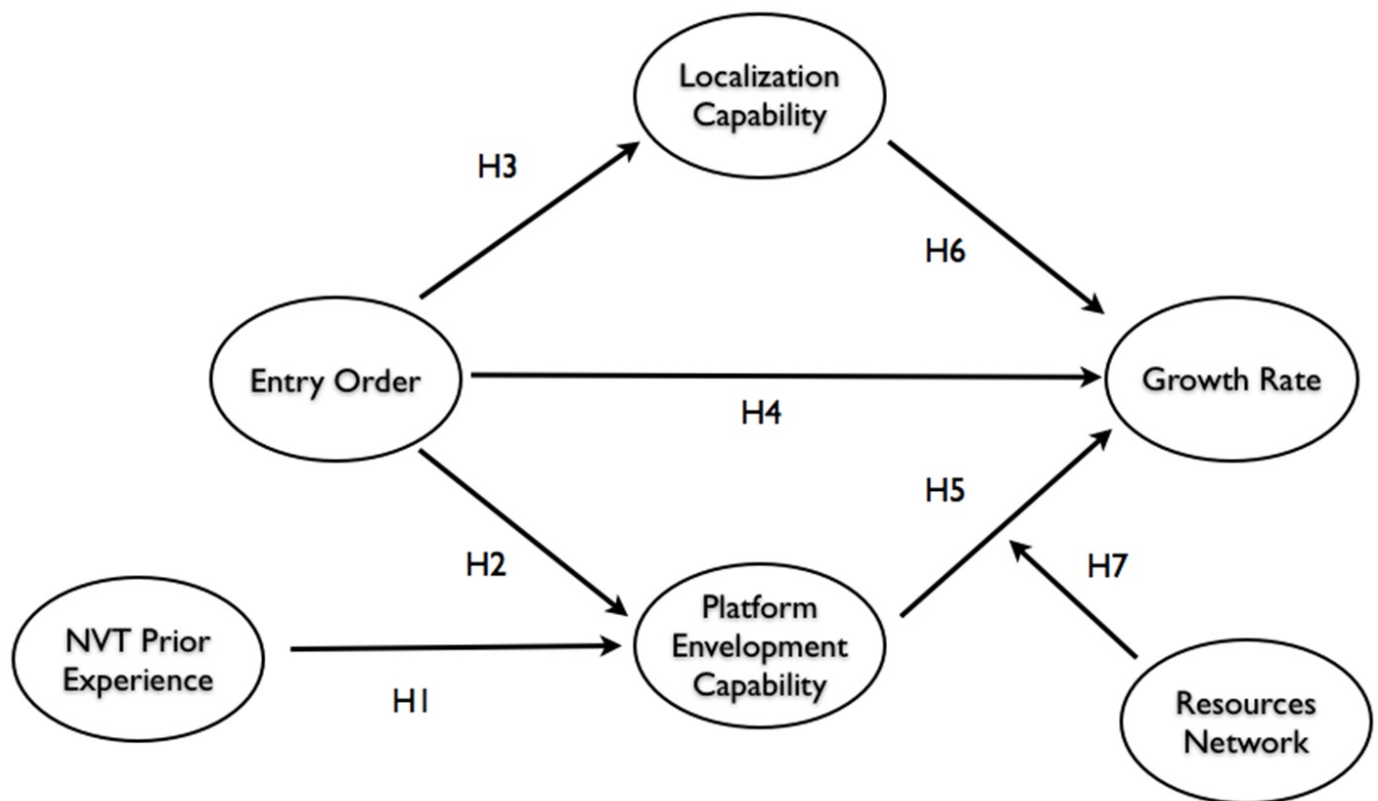 Localization
Capability
H3
H6
Entry Order
Growth Rate
H4
H5
H2
H7
NVT Prior
Experience
Platform
Envelopment
Capability
H1
Resources
Network